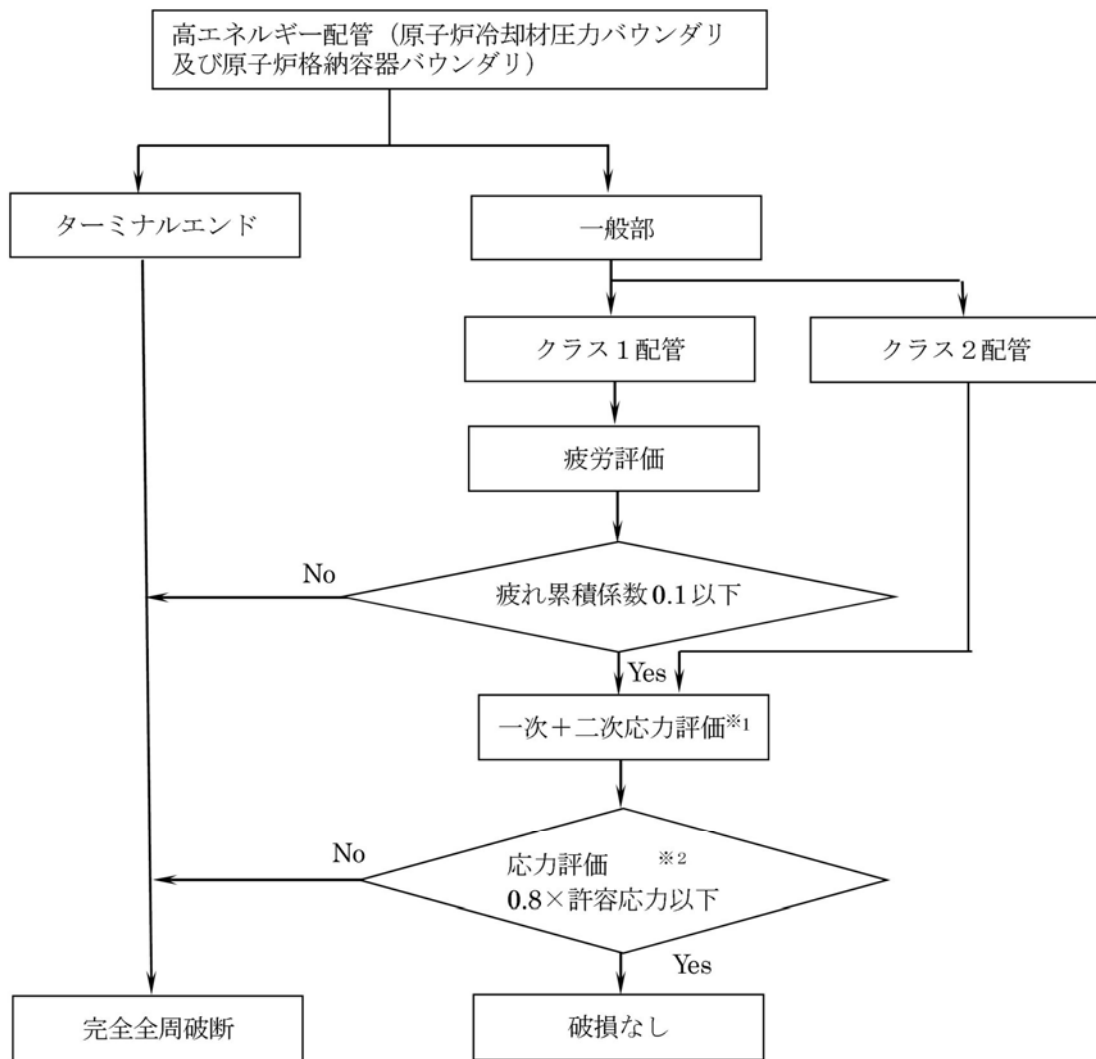 高エネルギー配管（原子炉冷却材圧力バウンダリ
及び原子炉格納容器バウンダリ）
ターミナルエンド
一般部
クラス１配管
クラス２配管
疲労評価
No
疲れ累積係数 0.1 以下
Yes
一次＋二次応力評価※1
No
応力評価 ※2
0.8×許容応力以下
Yes
完全全周破断
破損なし